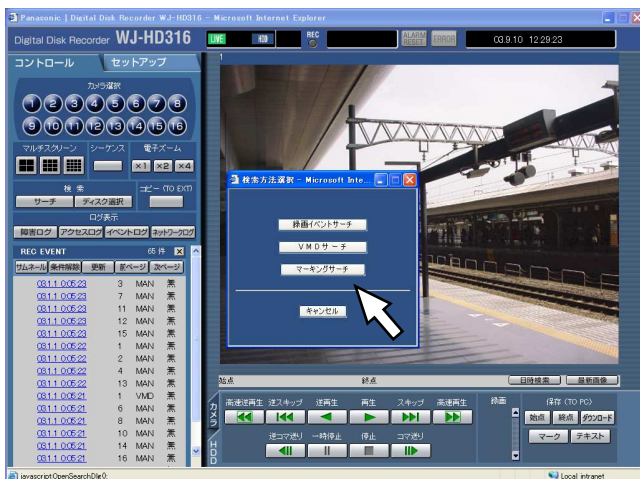 Panasonic | Digital Disk Recorder WJ-HD316 - Microsoft Internet Explorer
Digital Disk Recorder WJ-HD316
LIVE HDD REC ALARM RESET ERROR 03.9.10 12:29:23
コントロール セットアップ
カメラ選択
1 2 3 4 5 6 7 8
9 10 11 12 13 14 15 16
マルチスクリーン シーケンス 電子ズーム
×1 ×2 ×4
検 索 コピー (TO EXT)
サーチ ディスク選択
ログ表示
障害ログ アクセスログ イベントログ ネットワークログ
REC EVENT 65 件
サムネール 条件解除 更新 前ページ 次ページ
03.1.1 0:05:23 3 MAN 無
03.1.1 0:05:23 7 MAN 無
03.1.1 0:05:23 11 MAN 無
03.1.1 0:05:23 12 MAN 無
03.1.1 0:05:23 15 MAN 無
03.1.1 0:05:22 1 MAN 無
03.1.1 0:05:22 2 MAN 無
03.1.1 0:05:22 4 MAN 無
03.1.1 0:05:22 13 MAN 無
03.1.1 0:05:21 1 VMD 無
03.1.1 0:05:21 6 MAN 無
03.1.1 0:05:21 8 MAN 無
03.1.1 0:05:21 10 MAN 無
03.1.1 0:05:21 14 MAN 無
03.1.1 0:05:21 16 MAN 無
1
検索方法選択 - Microsoft Inte...
録画イベントサーチ
VMDサーチ
マーキングサーチ
キャンセル
始点 終点 日時検索 最新画像
カメラ
HDD
高速逆再生 逆スキップ 逆再生 再生 スキップ 高速再生
逆コマ送り 一時停止 停止 コマ送り
録画
保存 (TO PC)
始点 終点 ダウンロード
マーク テキスト
javascript:OpenSearchDlg(); Local intranet